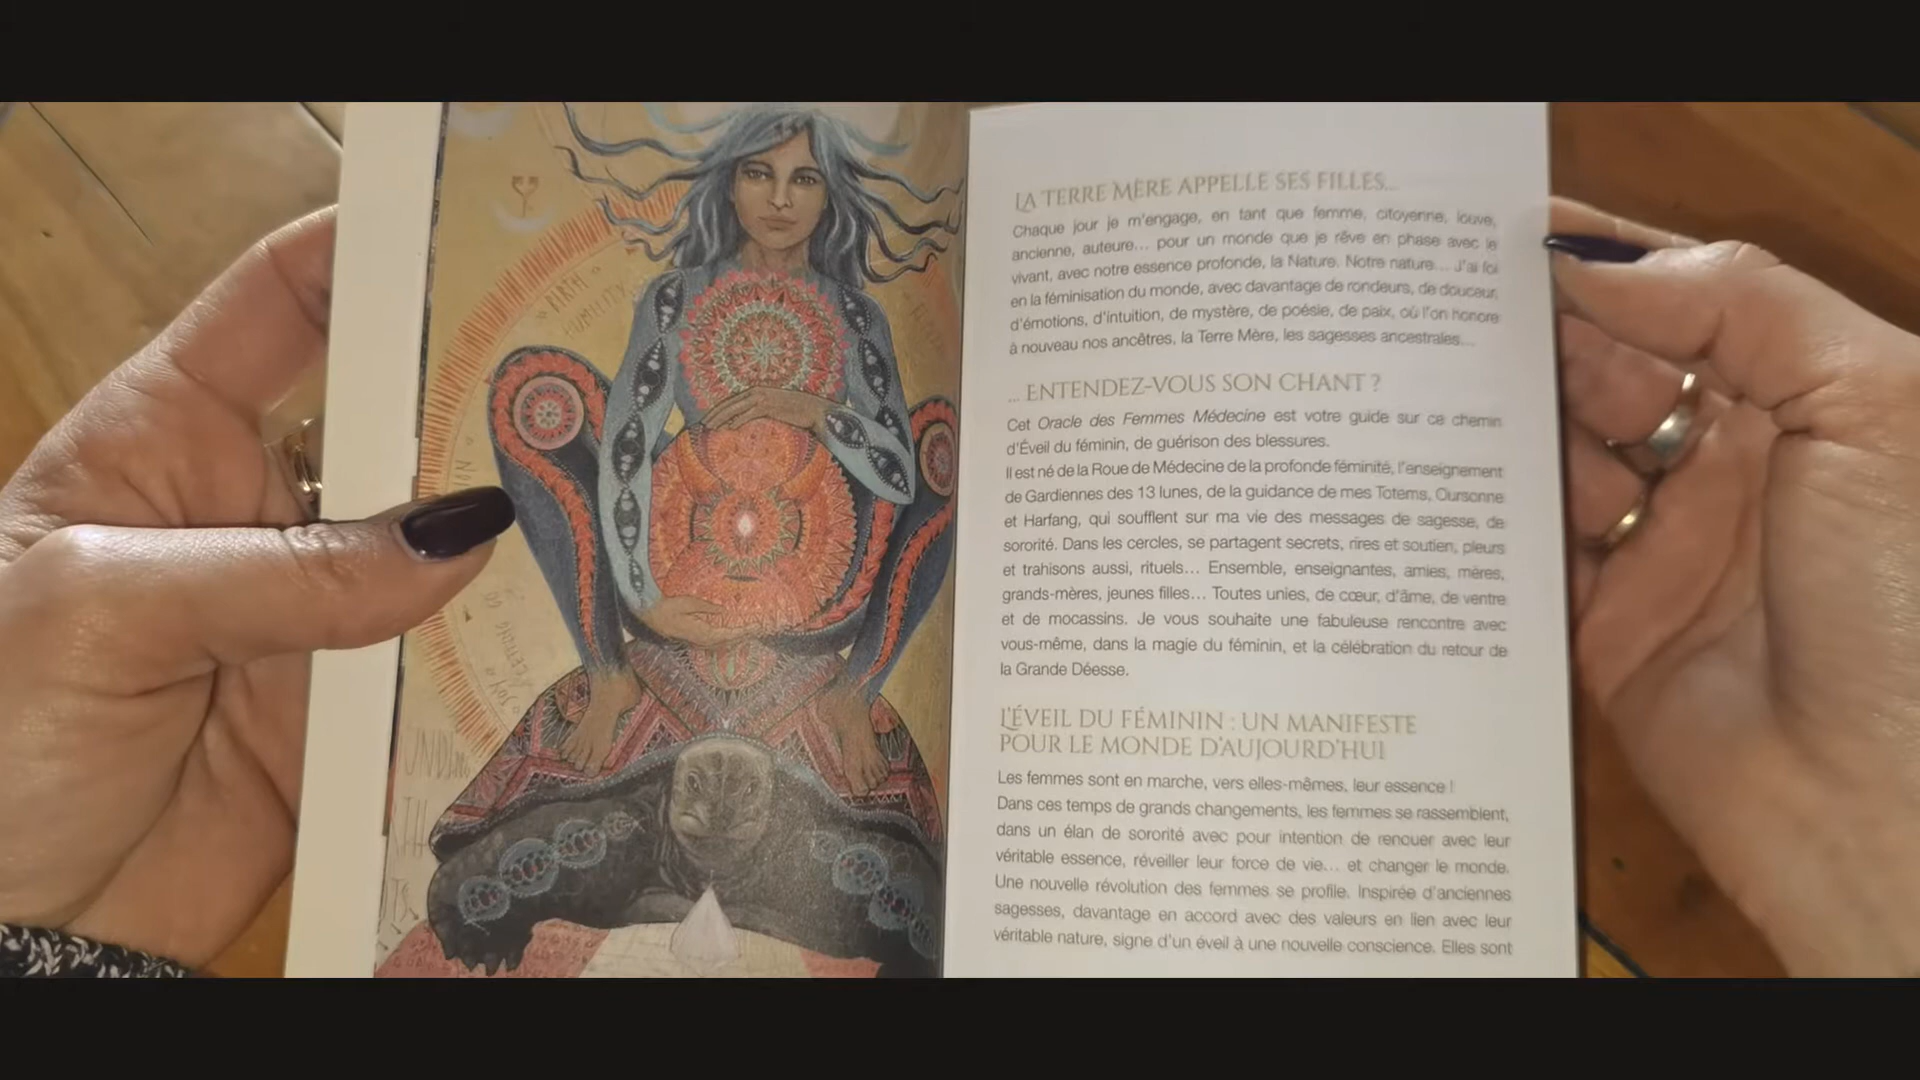 EARTH
HUMILITY
LA TERRE MÈRE APPELLE SES FILLES...
Chaque jour je m'engage, en tant que femme, citoyenne, louve,
ancienne, auteure... pour un monde que je rêve en phase avec le
vivant, avec notre essence profonde, la Nature. Notre nature... J'ai foi
en la féminisation du monde, avec davantage de rondeurs, de douceur,
d'émotions, d'intuition, de mystère, de poésie, de paix, où l'on honore
à nouveau nos ancêtres, la Terre Mère, les sagesses ancestrales...
... ENTENDEZ-VOUS SON CHANT ?
Cet Oracle des Femmes Médecine est votre guide sur ce chemin
d'Éveil du féminin, de guérison des blessures.
Il est né de la Roue de Médecine de la profonde féminité, l'enseignement
de Gardiennes des 13 lunes, de la guidance de mes Totems, Oursonne
et Harfang, qui soufflent sur ma vie des messages de sagesse, de
sororité. Dans les cercles, se partagent secrets, rires et soutien, pleurs
et trahisons aussi, rituels... Ensemble, enseignantes, amies, mères,
grands-mères, jeunes filles... Toutes unies, de cœur, d'âme, de ventre
et de mocassins. Je vous souhaite une fabuleuse rencontre avec
vous-même, dans la magie du féminin, et la célébration du retour de
la Grande Déesse.
L'ÉVEIL DU FÉMININ : UN MANIFESTE
POUR LE MONDE D'AUJOURD'HUI
Les femmes sont en marche, vers elles-mêmes, leur essence !
Dans ces temps de grands changements, les femmes se rassemblent,
dans un élan de sororité avec pour intention de renouer avec leur
véritable essence, réveiller leur force de vie... et changer le monde.
Une nouvelle révolution des femmes se profile. Inspirée d'anciennes
sagesses, davantage en accord avec des valeurs en lien avec leur
véritable nature, signe d'un éveil à une nouvelle conscience. Elles sont